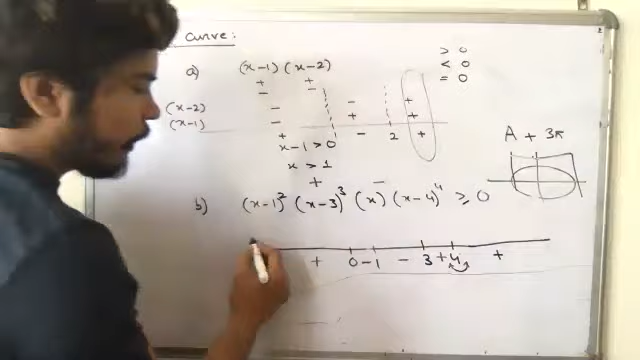 Curve:
a) (x-1) (x-2)
> 0
< 0
= 0
+ +
- -
(x-2) - - +
(x-1) - + +
+ - 2 +
x-1 > 0
x > 1
A + 3π
+ -
b) (x-1)² (x-3)³ (x) (x-4)⁴ ≥ 0
+ 0 - 1 - 3 + 4 +